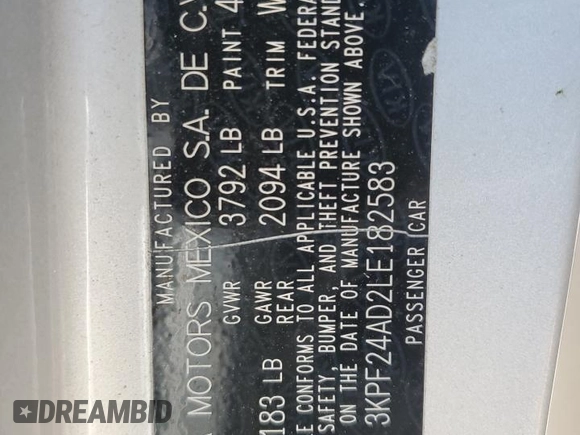 MANUFACTURED BY
MOTORS MEXICO S.A. DE C.V
GVWR 3792 LB PAINT 4
183 LB GAWR REAR 2094 LB TRIM W
CONFORMS TO ALL APPLICABLE U.S.A. FEDERA
SAFETY, BUMPER, AND THEFT PREVENTION STAND
ON THE DATE OF MANUFACTURE SHOWN ABOVE.
3KPF24AD2LE182583
PASSENGER CAR
DREAMBID